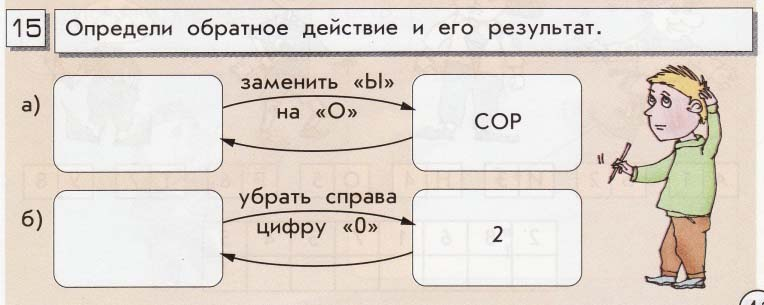 15 Определи обратное действие и его результат.
а) заменить «Ы»
на «О»
СОР
б) убрать справа
цифру «0»
2